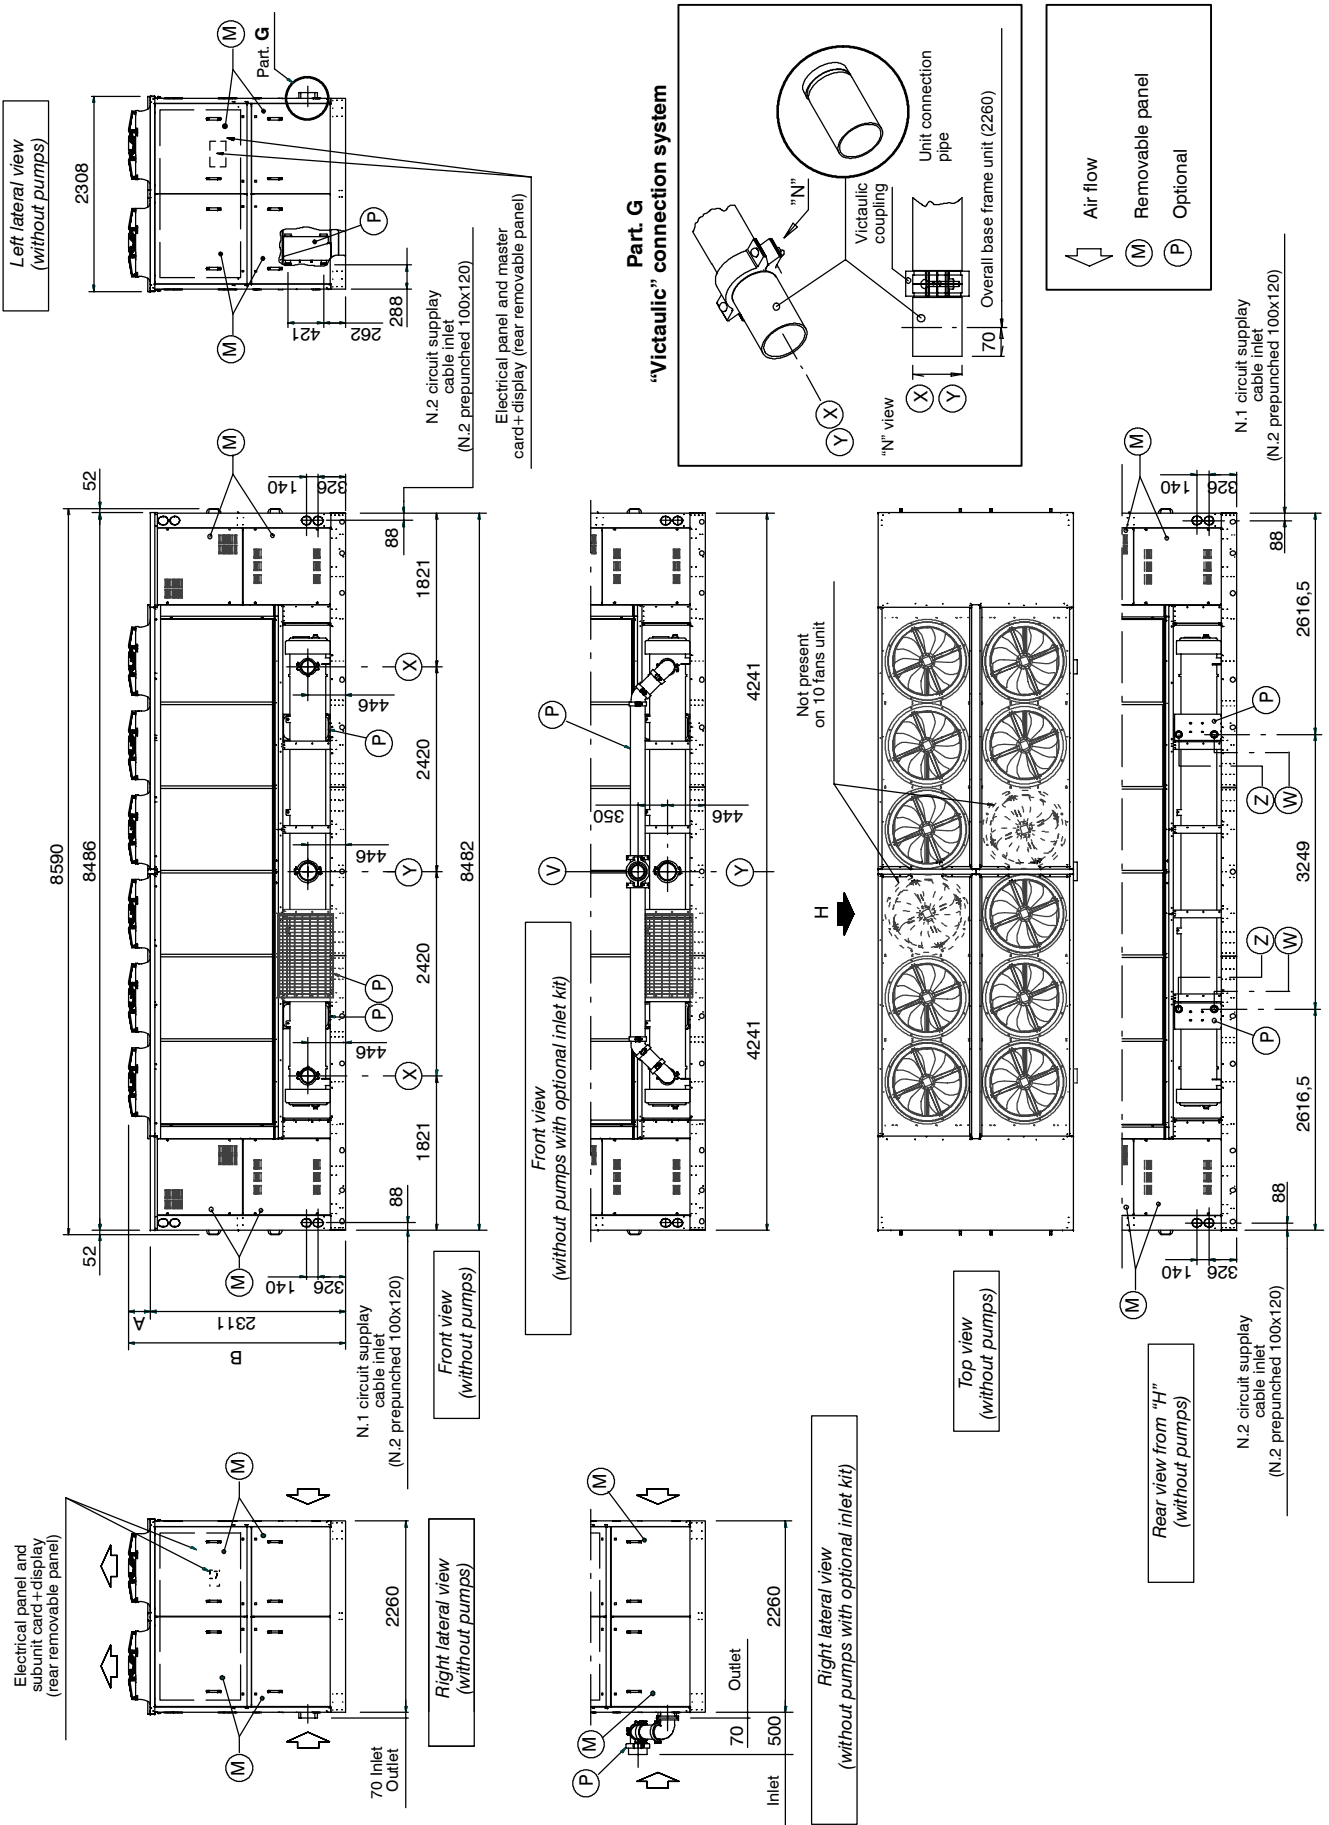 Left lateral view
(without pumps)
2308
M
M
Part. G
P
421
262
288
N.2 circuit supplay
cable inlet
(N.2 prepunched 100x120)
Electrical panel and master
card+display (rear removable panel)
Part. G
"Victaulic" connection system
"N"
Victaulic
coupling
Unit connection
pipe
X
Y
"N" view
X
Y
70
Overall base frame unit (2260)
Air flow
M
Removable panel
P
Optional
8590
8486
52
52
A
2311
B
M
M
140
326
140
326
88
88
446
446
446
P
P
P
X
Y
X
1821
2420
2420
1821
8482
N.1 circuit supplay
cable inlet
(N.2 prepunched 100x120)
Front view
(without pumps)
Front view
(without pumps with optional inlet kit)
P
V
Y
350
446
4241
4241
Not present
on 10 fans unit
H
Top view
(without pumps)
N.1 circuit supplay
cable inlet
(N.2 prepunched 100x120)
M
M
140
326
140
326
88
88
P
P
Z
W
Z
W
2616,5
3249
2616,5
Rear view from "H"
(without pumps)
N.2 circuit supplay
cable inlet
(N.2 prepunched 100x120)
Electrical panel and
subunit card+display
(rear removable panel)
M
M
2260
70 Inlet
Outlet
Right lateral view
(without pumps)
M
M
P
2260
70
Outlet
500
Inlet
Right lateral view
(without pumps with optional inlet kit)